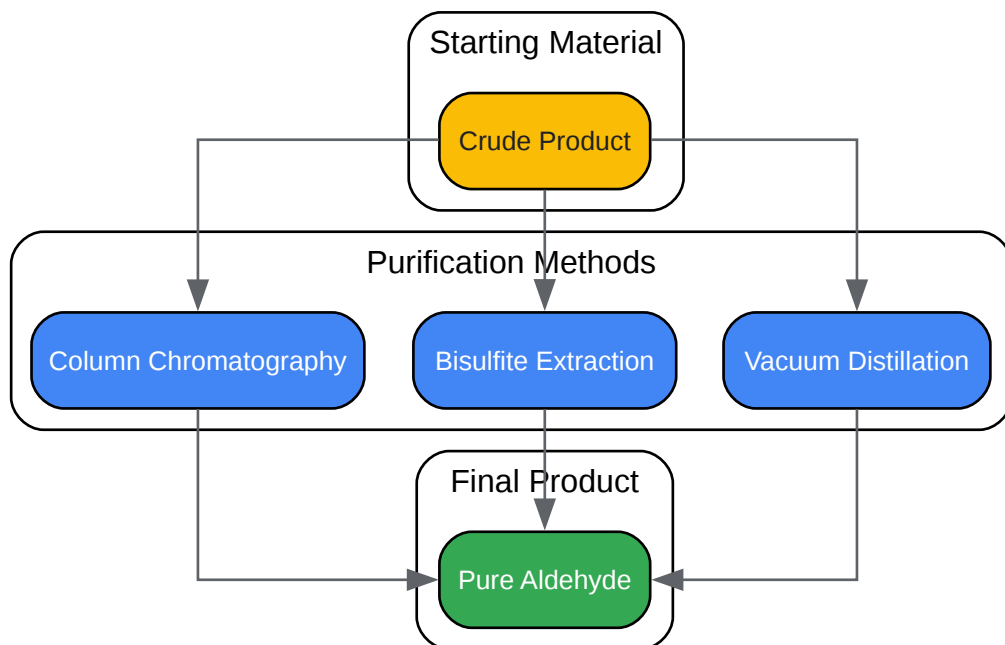 Starting Material
Crude Product
Purification Methods
Column Chromatography
Bisulfite Extraction
Vacuum Distillation
Final Product
Pure Aldehyde